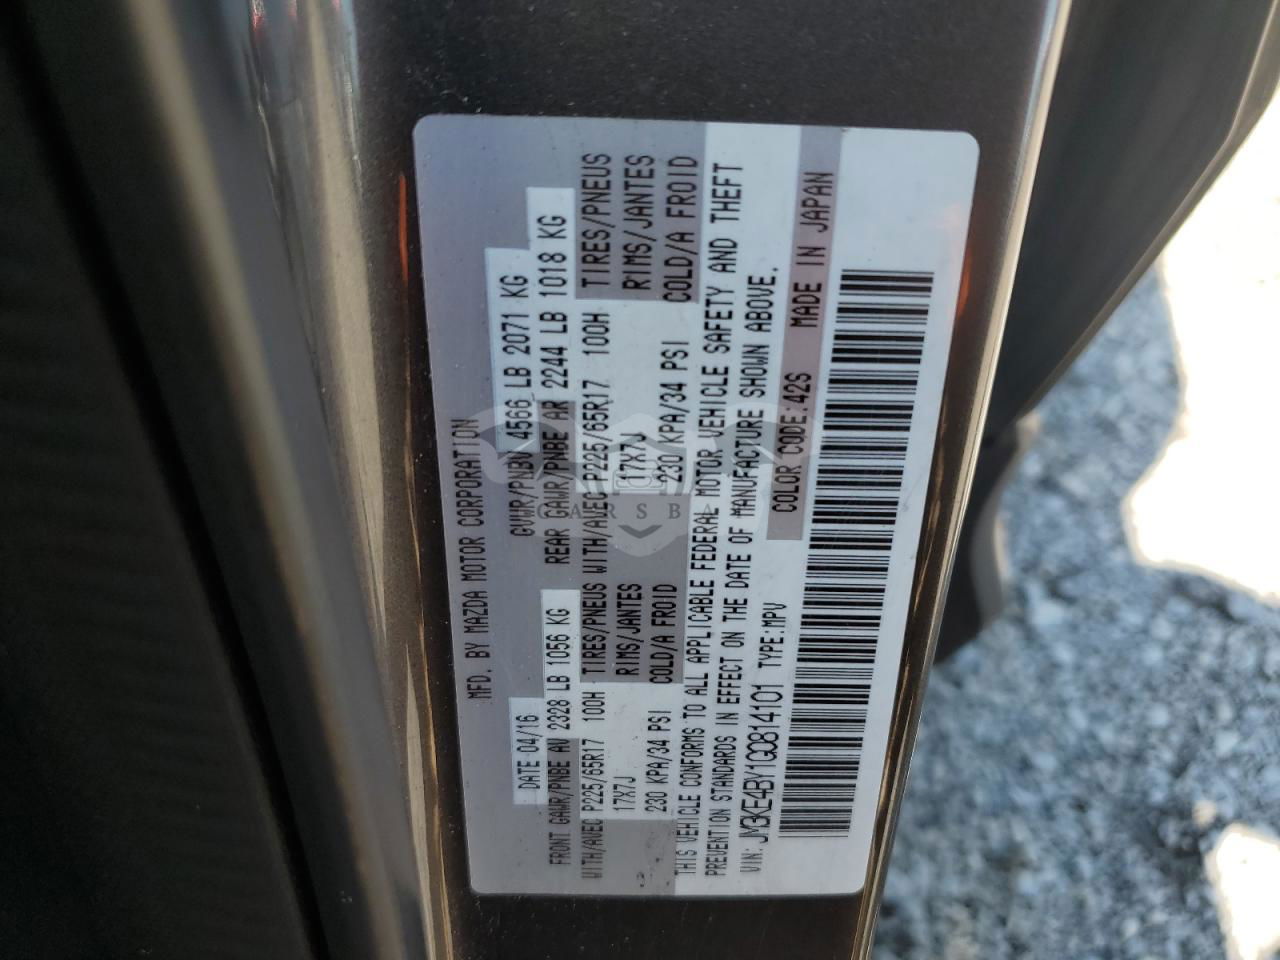 MFD. BY MAZDA MOTOR CORPORATION
DATE 04/16 GVWR/PNBV 4566 LB 2071 KG
FRONT GAWR/PNBE AV 2328 LB 1056 KG REAR GAWR/PNBE AR 2244 LB 1018 KG
WITH/AVEC P225/65R17 100H TIRES/PNEUS WITH/AVEC P225/65R17 100H TIRES/PNEUS
17X7J RIMS/JANTES 17X7J RIMS/JANTES
230 KPA/34 PSI COLD/A FROID 230 KPA/34 PSI COLD/A FROID
THIS VEHICLE CONFORMS TO ALL APPLICABLE FEDERAL MOTOR VEHICLE SAFETY AND THEFT
PREVENTION STANDARDS IN EFFECT ON THE DATE OF MANUFACTURE SHOWN ABOVE.
VIN: JM3KE4BY1G0814101 TYPE:MPV COLOR CODE:42S MADE IN JAPAN